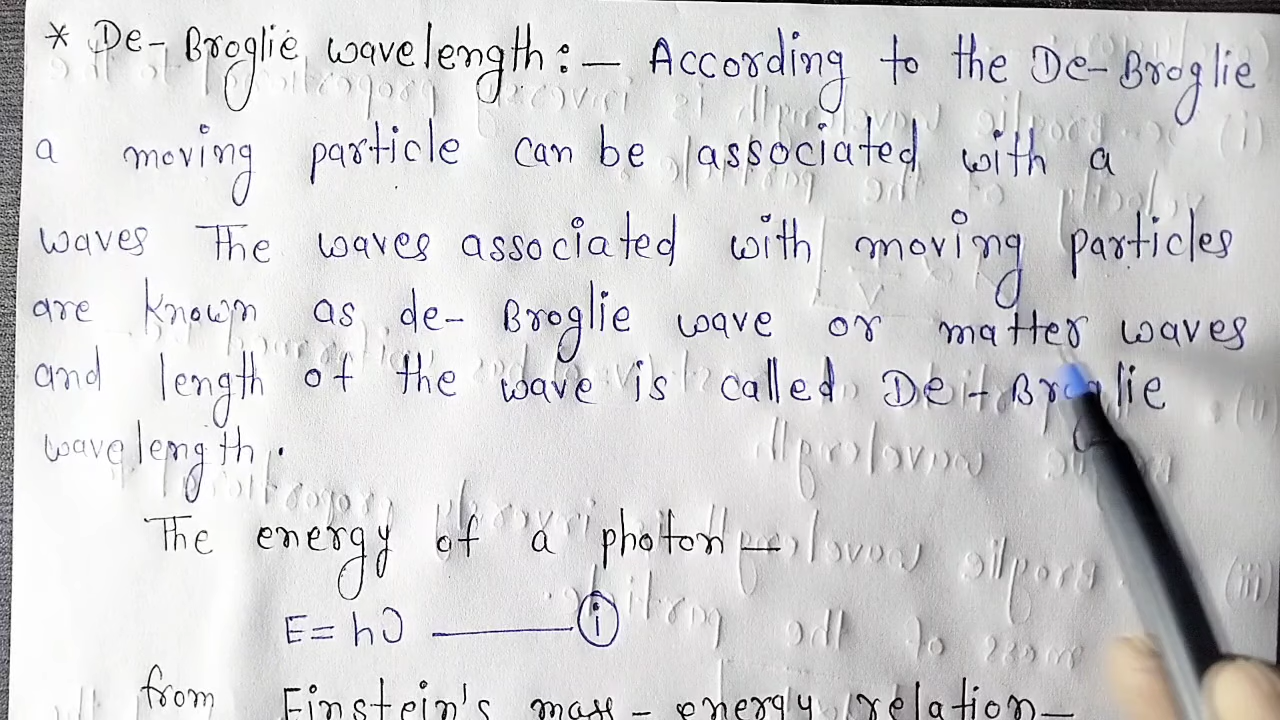 * De-Broglie wavelength:— According to the De-Broglie
a moving particle can be associated with a
waves The waves associated with moving particles
are known as de-Broglie wave or matter waves
and length of the wave is called De-Broglie
wavelength.
The energy of a photon—
E=hν ——— (i)
from Einstein's mass-energy relation—